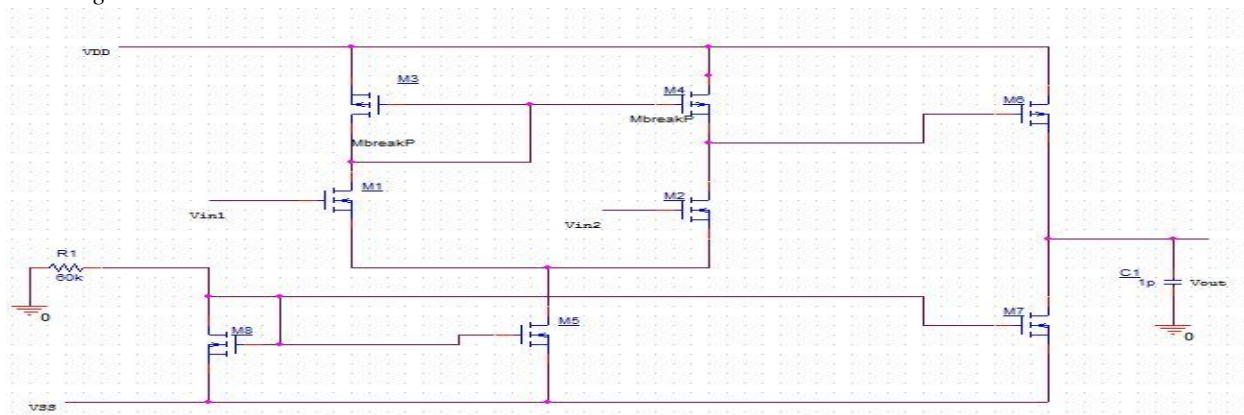 VDD
M3
M4
M6
MbreakP
MbreakP
M1
M2
Vin1
Vin2
R1
60k
0
C1
1p
Vout
M8
M5
M7
0
VSS